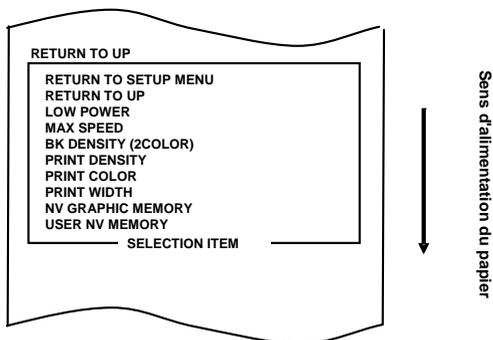 RETURN TO UP
RETURN TO SETUP MENU
RETURN TO UP
LOW POWER
MAX SPEED
BK DENSITY (2COLOR)
PRINT DENSITY
PRINT COLOR
PRINT WIDTH
NV GRAPHIC MEMORY
USER NV MEMORY
SELECTION ITEM
Sens d'alimentation du papier